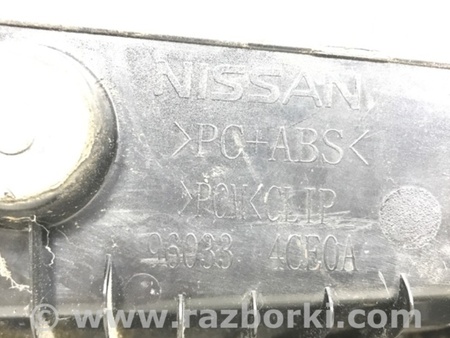 NISSAN
>PC+ABS<
>POM<CLIP
96033 4CE0A
www.razborki.com